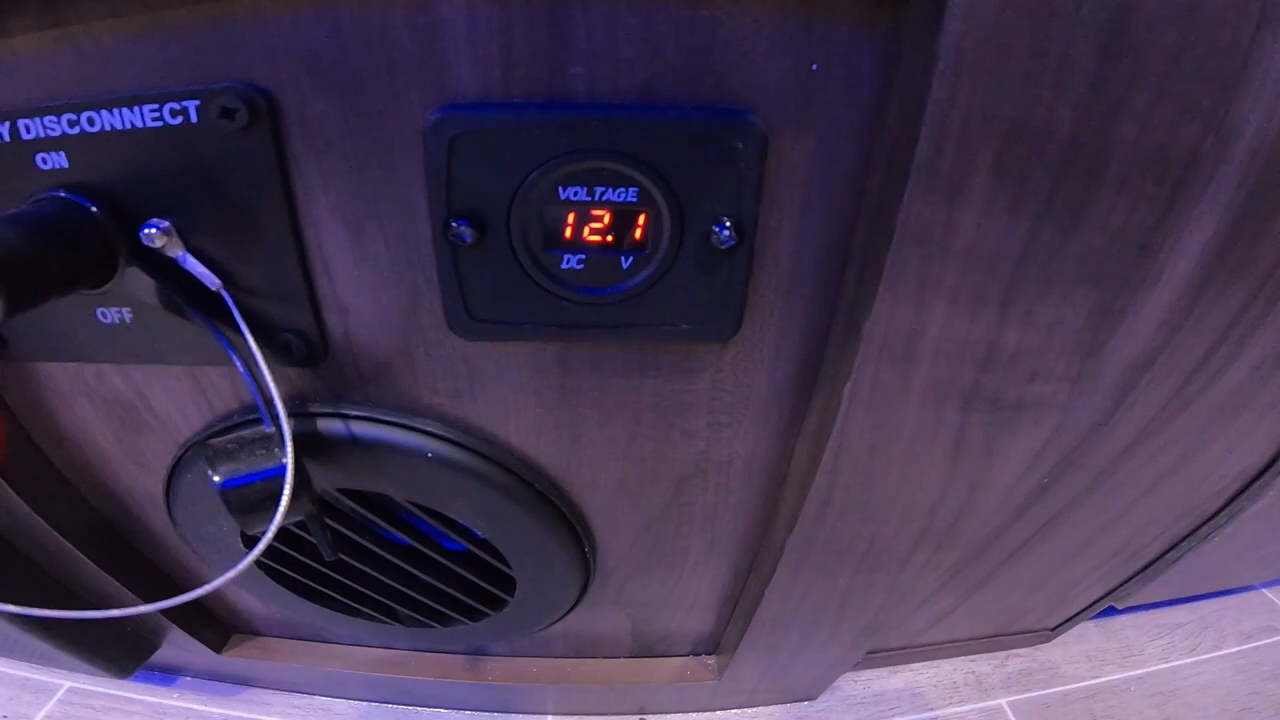 Y DISCONNECT
ON
OFF
VOLTAGE
12.1
DC V